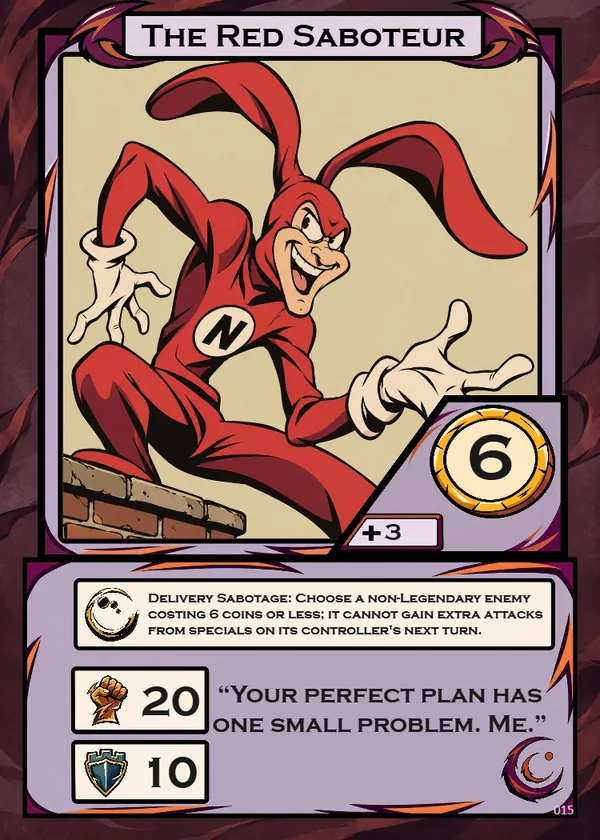 The Red Saboteur
N
6
+3
Delivery Sabotage: Choose a non-Legendary enemy
costing 6 coins or less; it cannot gain extra attacks
from specials on its controller's next turn.
20
“Your perfect plan has
one small problem. Me.”
10
015